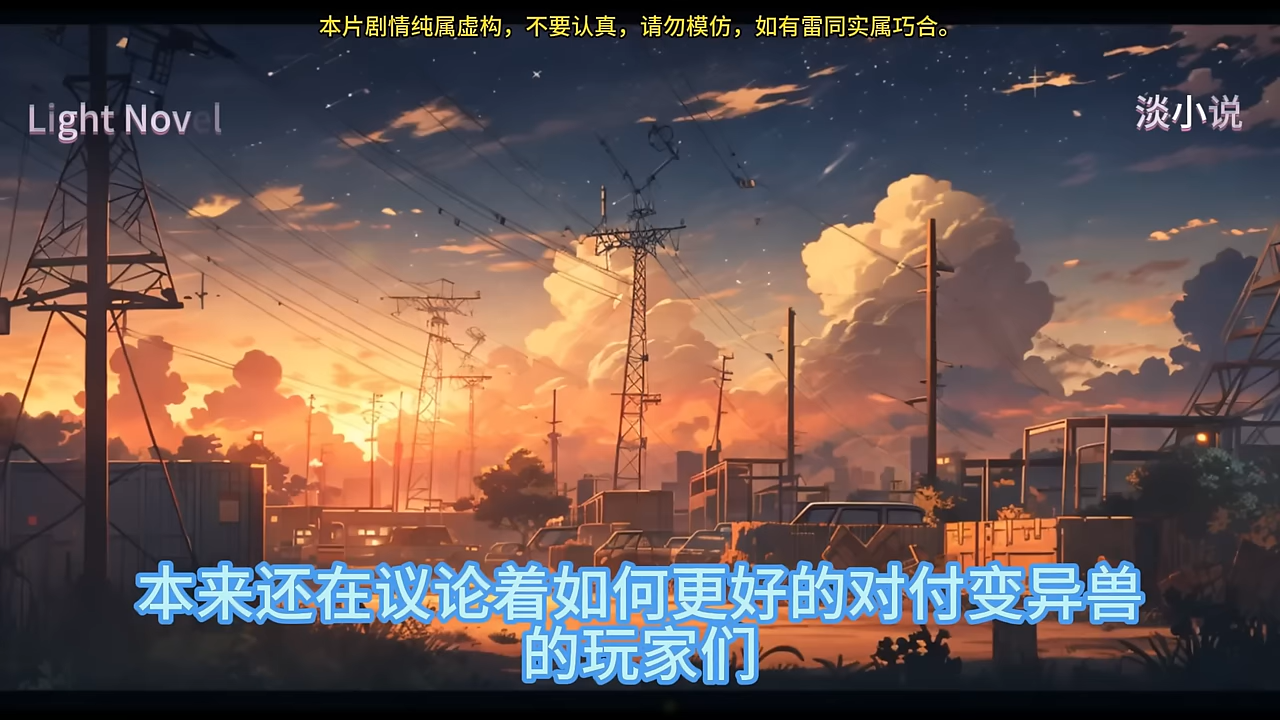 本片剧情纯属虚构，不要认真，请勿模仿，如有雷同实属巧合。
Light Novel
淡小说
本来还在议论着如何更好的对付变异兽
的玩家们